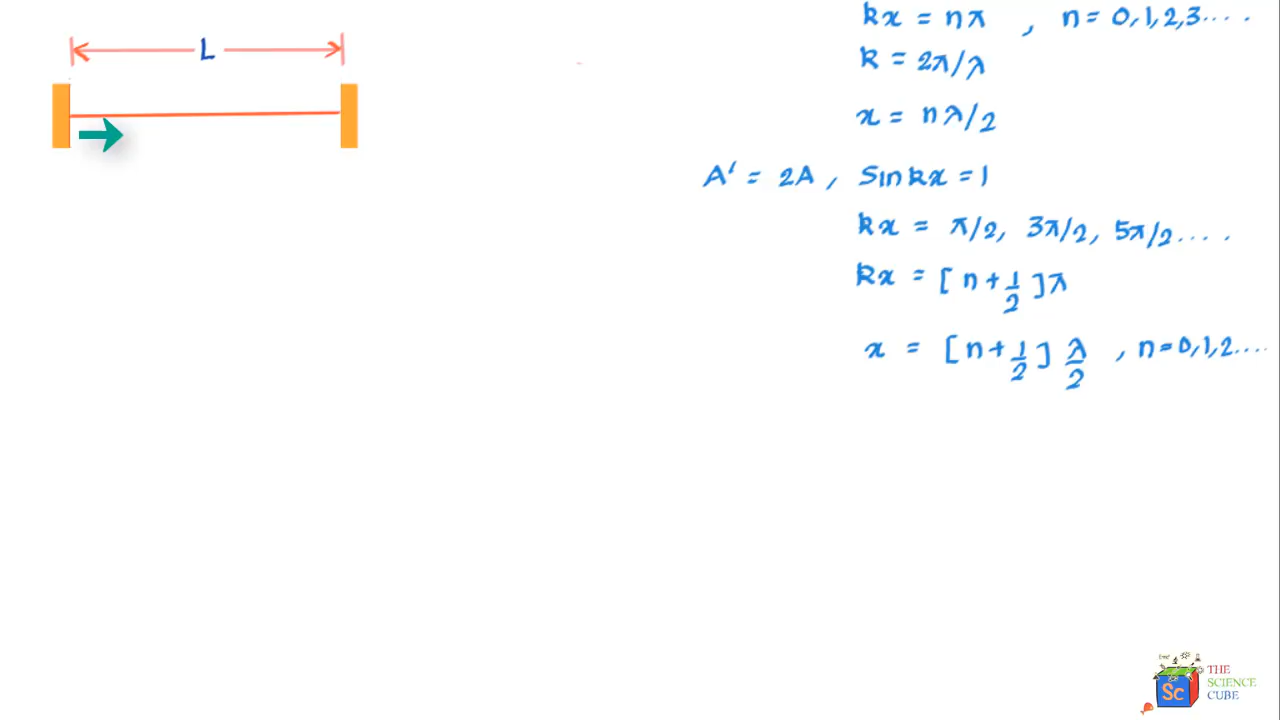 L
kx = nπ , n = 0,1,2,3....
k = 2π/λ
x = nλ/2
A' = 2A , Sin kx = 1
kx = π/2, 3π/2, 5π/2....
kx = [n + 1/2]π
x = [n + 1/2] λ/2 , n = 0,1,2....
Sc
THE
SCIENCE
CUBE